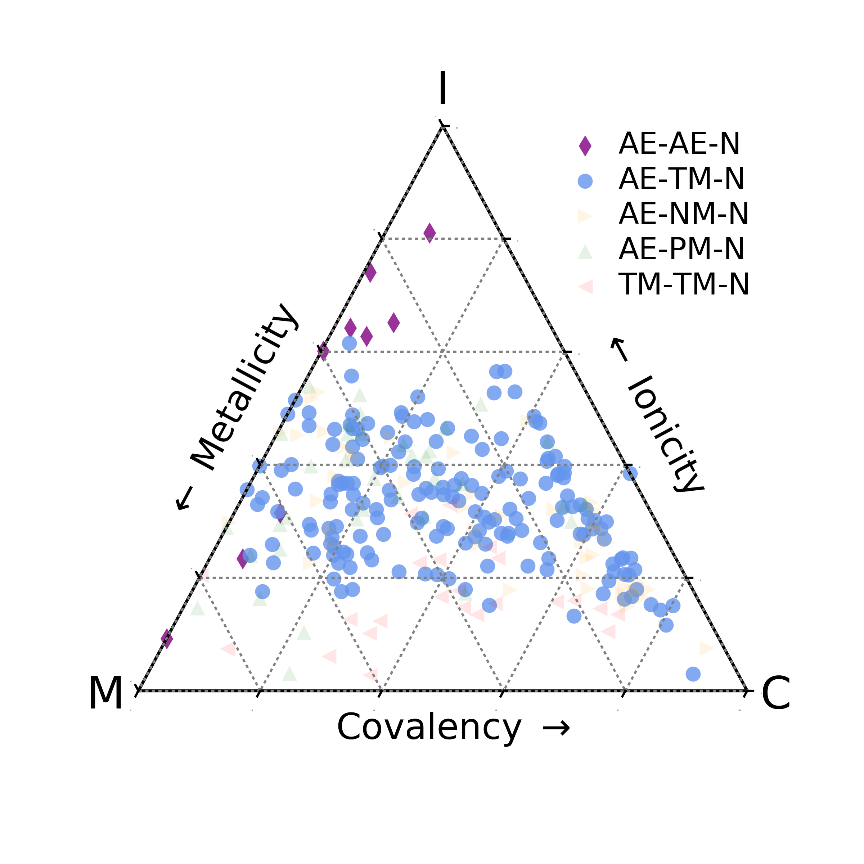 I
AE-AE-N
AE-TM-N
AE-NM-N
AE-PM-N
TM-TM-N
← Metallicity
← Ionicity
M
C
Covalency →